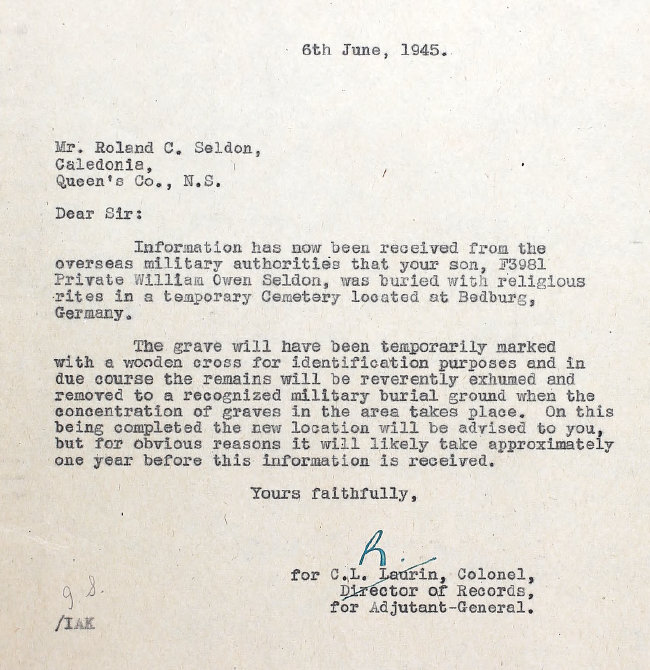 6th June, 1945.
Mr. Roland C. Seldon,
Caledonia,
Queen's Co., N.S.
Dear Sir:
Information has now been received from the
overseas military authorities that your son, F3981
Private William Owen Seldon, was buried with religious
rites in a temporary Cemetery located at Bedburg,
Germany.
The grave will have been temporarily marked
with a wooden cross for identification purposes and in
due course the remains will be reverently exhumed and
removed to a recognized military burial ground when the
concentration of graves in the area takes place. On this
being completed the new location will be advised to you,
but for obvious reasons it will likely take approximately
one year before this information is received.
Yours faithfully,
for C.L. Laurin, Colonel,
Director of Records,
for Adjutant-General.
/IAK